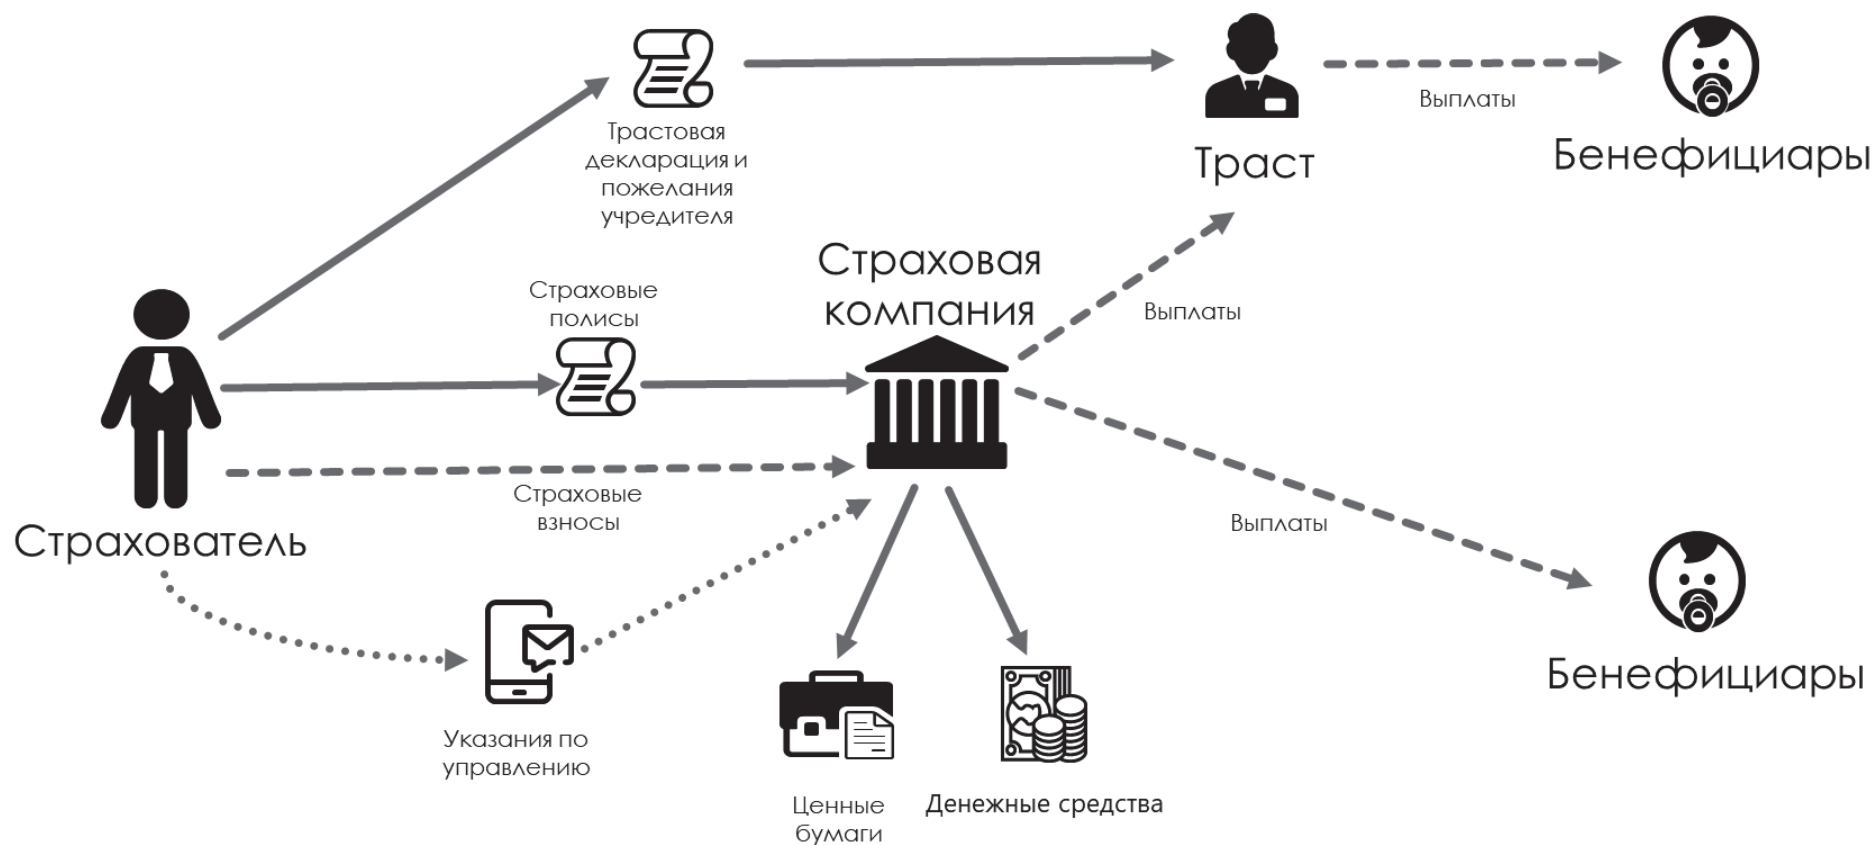 Трастовая
декларация и
пожелания
учредителя
Траст
Выплаты
Бенефициары
Страховые
полисы
Страховая
компания
Выплаты
Страхователь
Страховые
взносы
Выплаты
Бенефициары
Указания по
управлению
Ценные
бумаги
Денежные средства